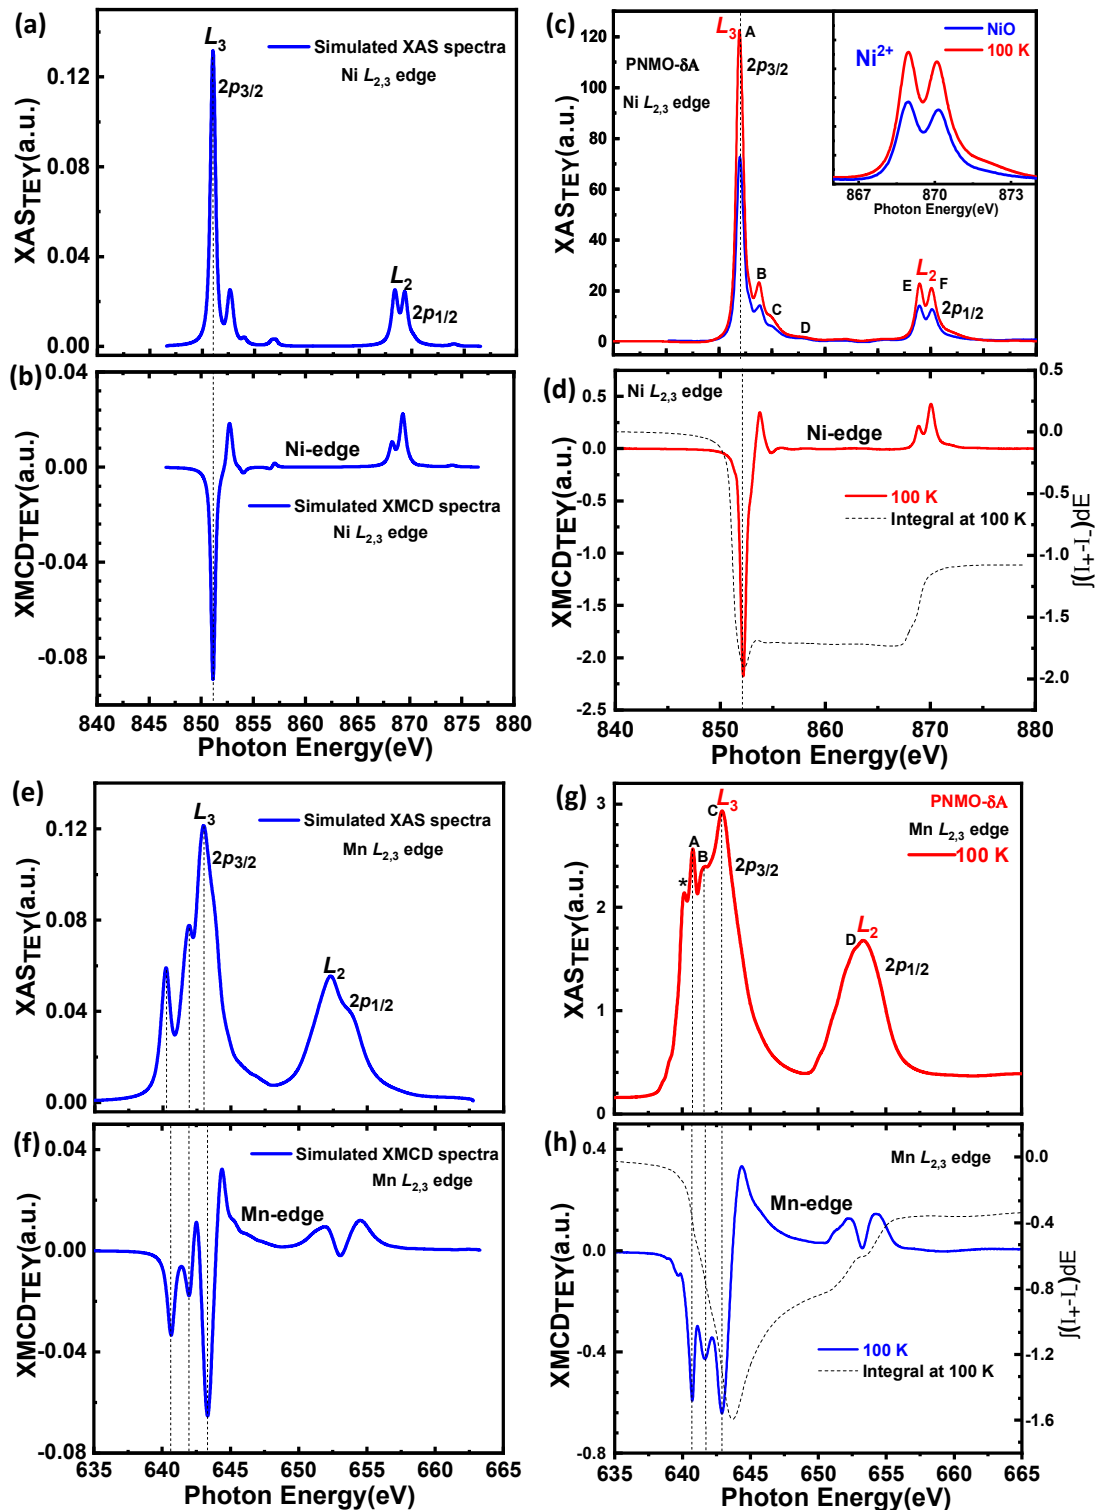 (a)
L3
2p3/2
Simulated XAS spectra
Ni L2,3 edge
L2
2p1/2
XASTEY(a.u.)
0.12
0.08
0.04
0.00
(b)
Ni-edge
Simulated XMCD spectra
Ni L2,3 edge
XMCDTEY(a.u.)
0.04
0.00
-0.04
-0.08
840 845 850 855 860 865 870 875 880
Photon Energy(eV)
(c)
L3
A
2p3/2
PNMO-δA
Ni L2,3 edge
B
C
D
E
L2
F
2p1/2
XASTEY(a.u.)
120
100
80
60
40
20
0
NiO
100 K
Ni2+
867 870 873
Photon Energy(eV)
(d)
Ni L2,3 edge
Ni-edge
100 K
Integral at 100 K
XMCDTEY(a.u.)
0.5
0.0
-0.5
-1.0
-1.5
-2.0
-2.5
0.5
0.0
-0.5
-1.0
-1.5
-2.0
∫(I+-I-)dE
840 850 860 870 880
Photon Energy(eV)
(e)
L3
2p3/2
Simulated XAS spectra
Mn L2,3 edge
L2
2p1/2
XASTEY(a.u.)
0.12
0.08
0.04
0.00
(f)
Simulated XMCD spectra
Mn L2,3 edge
Mn-edge
XMCDTEY(a.u.)
0.04
0.00
-0.04
-0.08
635 640 645 650 655 660 665
Photon Energy(eV)
(g)
L3
C
A
B
*
2p3/2
PNMO-δA
Mn L2,3 edge
100 K
L2
D
2p1/2
XASTEY(a.u.)
3
2
1
0
(h)
Mn L2,3 edge
Mn-edge
100 K
Integral at 100 K
XMCDTEY(a.u.)
0.4
0.0
-0.4
-0.8
0.0
-0.4
-0.8
-1.2
-1.6
∫(I+-I-)dE
635 640 645 650 655 660 665
Photon Energy(eV)